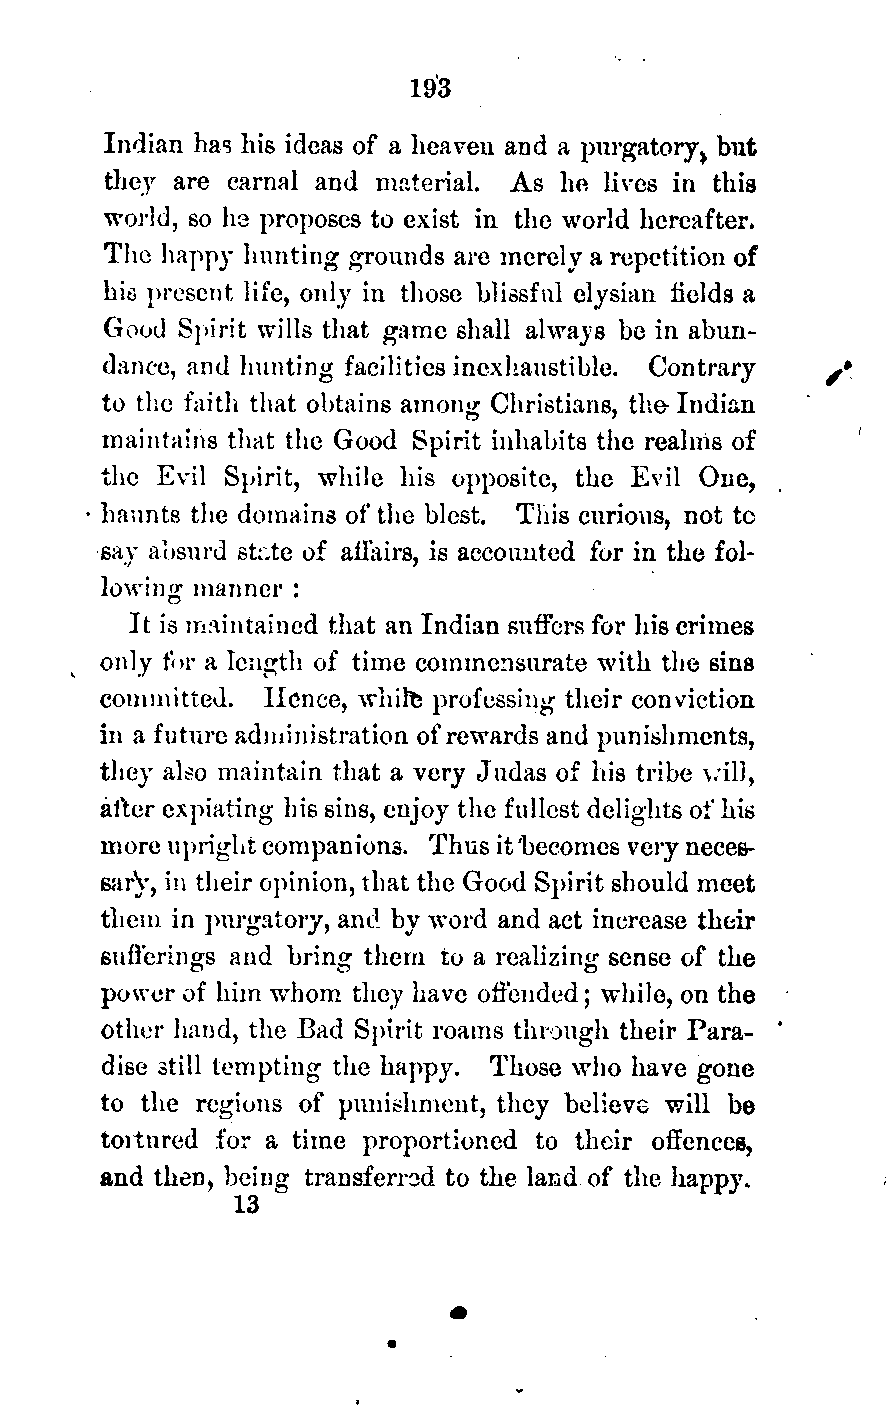 193
Indian has his ideas of a heaven and a purgatory, but
they are carnal and material. As he lives in this
world, so he proposes to exist in the world hereafter.
The happy hunting grounds are merely a repetition of
his present life, only in those blissful elysian fields a
Good Spirit wills that game shall always be in abun-
dance, and hunting facilities inexhaustible. Contrary
to the faith that obtains among Christians, the Indian
maintains that the Good Spirit inhabits the realms of
the Evil Spirit, while his opposite, the Evil One,
haunts the domains of the blest. This curious, not to
say absurd state of affairs, is accounted for in the fol-
lowing manner :
It is maintained that an Indian suffers for his crimes
only for a length of time commensurate with the sins
committed. Hence, while professing their conviction
in a future administration of rewards and punishments,
they also maintain that a very Judas of his tribe will,
after expiating his sins, enjoy the fullest delights of his
more upright companions. Thus it becomes very neces-
sary, in their opinion, that the Good Spirit should meet
them in purgatory, and by word and act increase their
sufferings and bring them to a realizing sense of the
power of him whom they have offended; while, on the
other hand, the Bad Spirit roams through their Para-
dise still tempting the happy. Those who have gone
to the regions of punishment, they believe will be
tortured for a time proportioned to their offences,
and then, being transferred to the land of the happy.
13